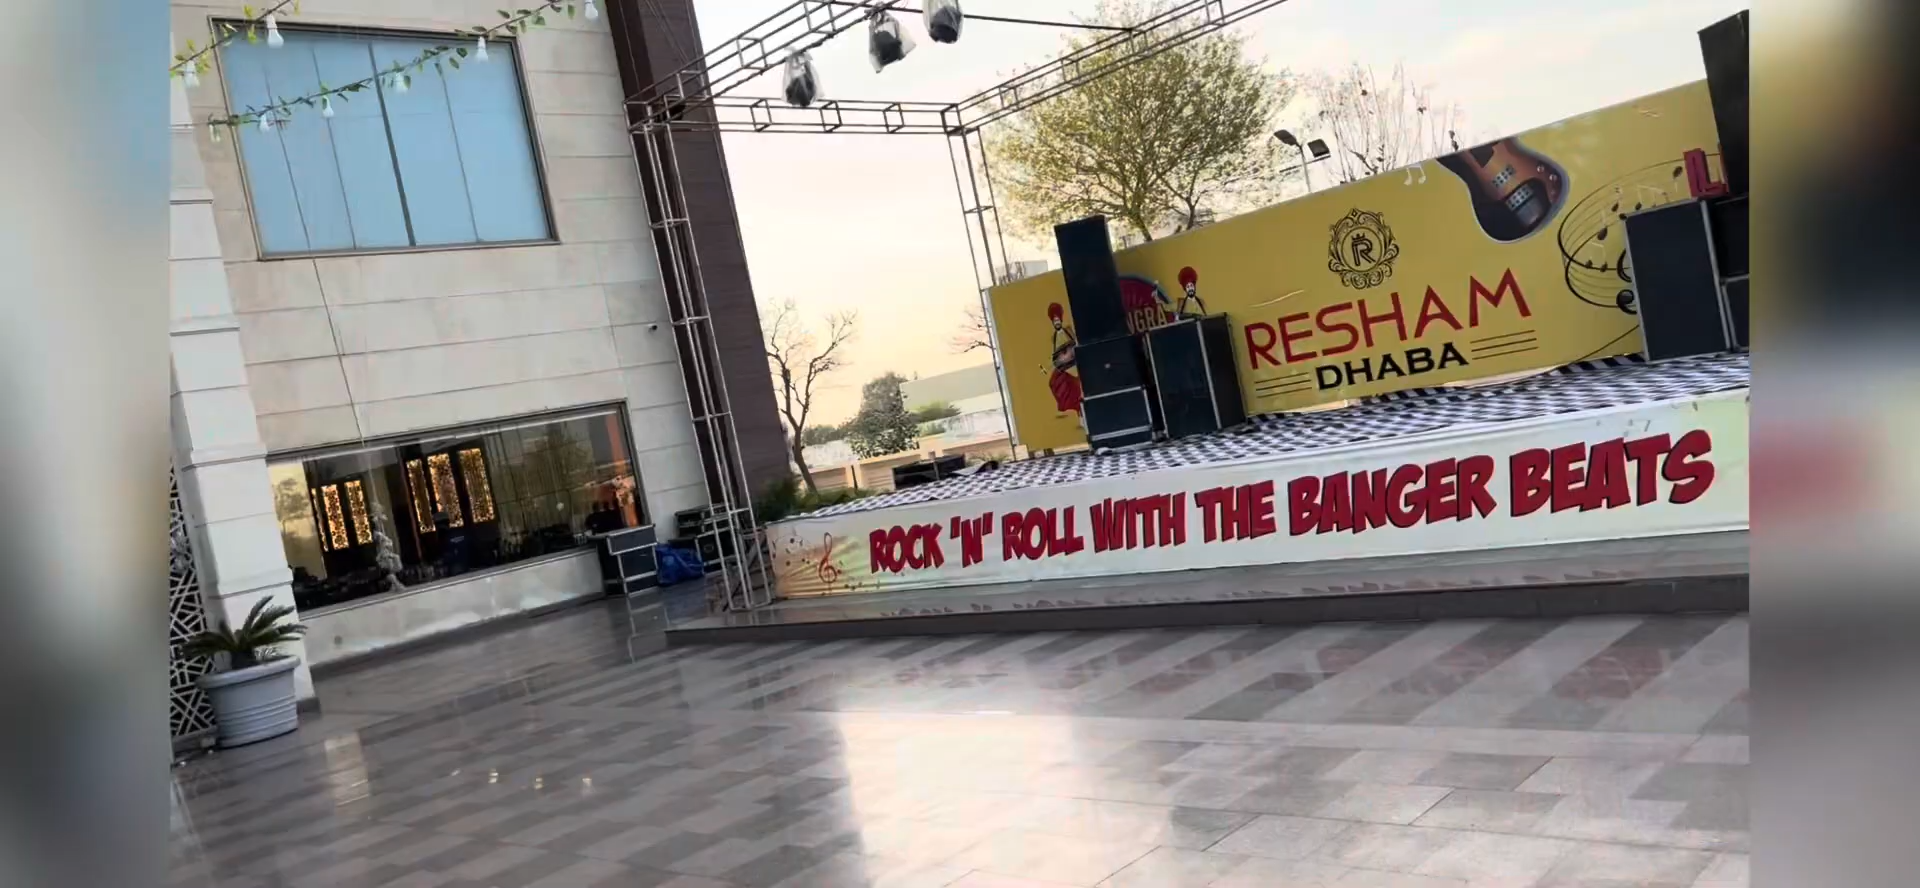 RESHAM
DHABA
ROCK 'N' ROLL WITH THE BANGER BEATS
R